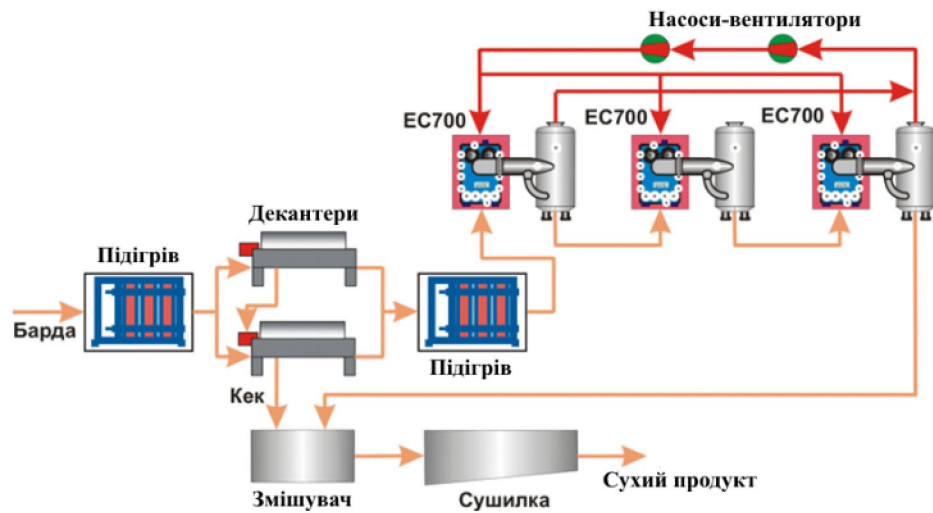 Насоси-вентилятори
EC700
EC700
EC700
Декантери
Підігрів
Барда
Підігрів
Кек
Змішувач
Сушилка
Сухий продукт